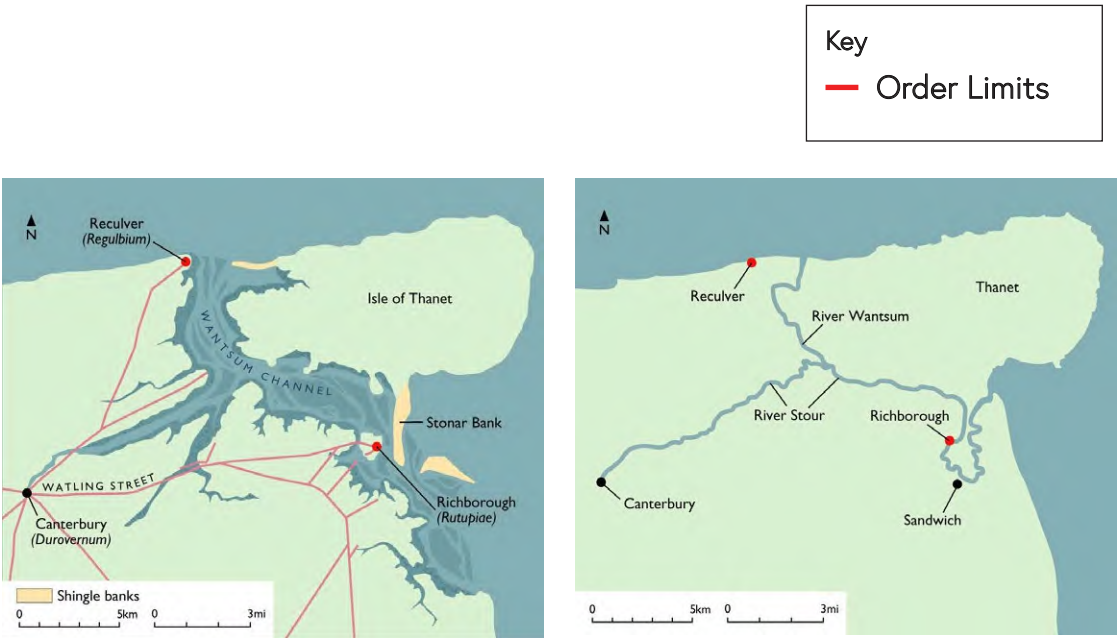 Key
Order Limits
N
Reculver
(Regulbium)
Isle of Thanet
WANTSUM CHANNEL
Stonar Bank
WATLING STREET
Richborough
(Rutupiae)
Canterbury
(Durovernum)
Shingle banks
0 5km 0 3mi
N
Reculver
Thanet
River Wantsum
River Stour
Richborough
Canterbury
Sandwich
0 5km 0 3mi